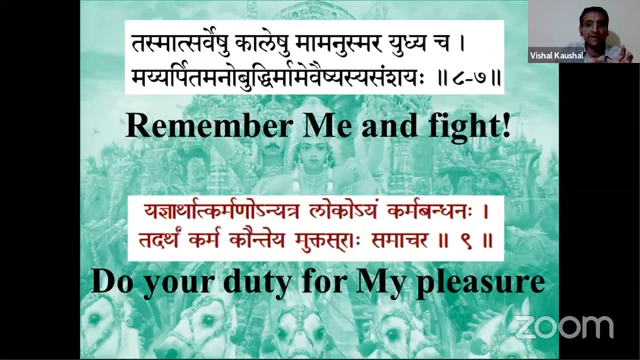 तस्मात्सर्वेषु कालेषु मामनुस्मर युध्य च ।
मय्यर्पितमनोबुद्धिर्मामेवैष्यस्यसंशयः ॥ ८-७॥
Remember Me and fight!
यज्ञार्थात्कर्मणोऽन्यत्र लोकोऽयं कर्मबन्धनः ।
तदर्थं कर्म कौन्तेय मुक्तसङ्गः समाचर ॥ ९ ॥
Do your duty for My pleasure
Vishal Kaushal
zoom